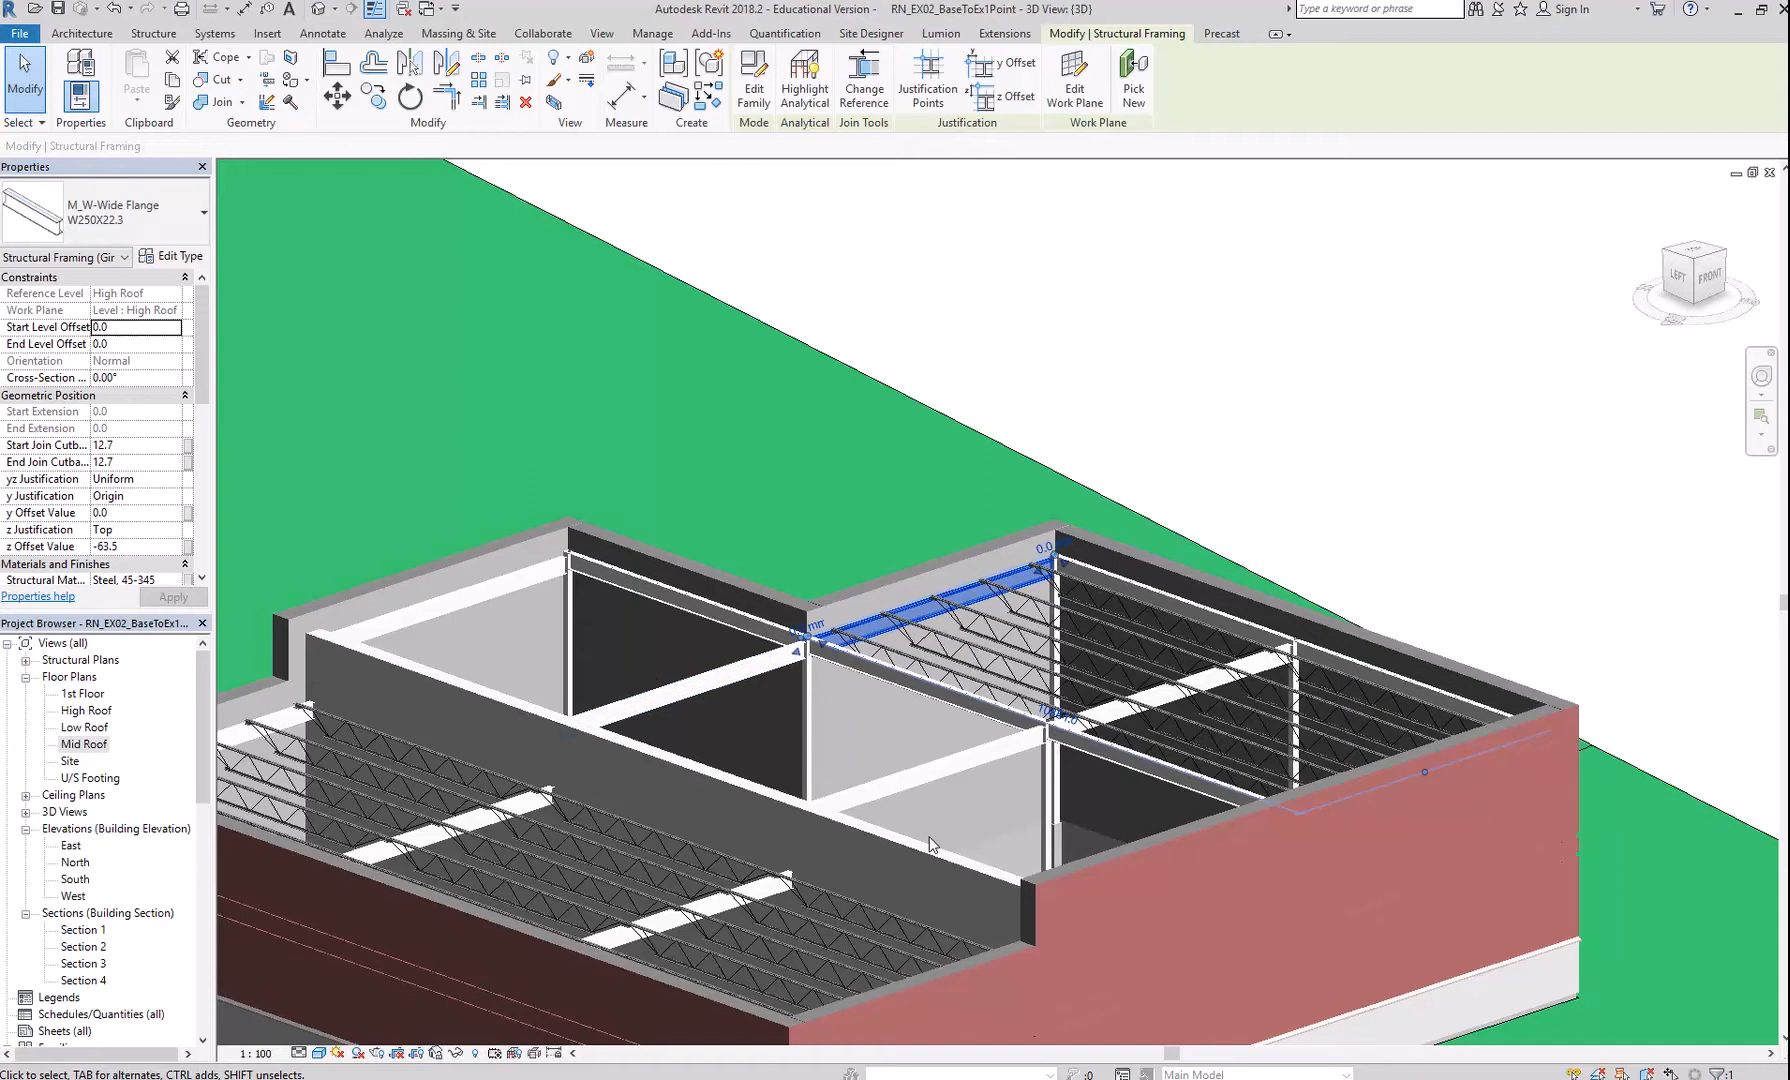 Autodesk Revit 2018.2 - Educational Version - RN_EX02_BaseToEx1Point - 3D View: {3D}
Type a keyword or phrase
Sign In
File Architecture Structure Systems Insert Annotate Analyze Massing & Site Collaborate View Manage Add-Ins Quantification Site Designer Lumion Extensions Modify | Structural Framing Precast
Modify
Paste
Cope
Cut
Join
Edit Family
Highlight Analytical
Change Reference
Justification Points
y Offset
z Offset
Edit Work Plane
Pick New
Select Properties Clipboard Geometry Modify View Measure Create Mode Analytical Join Tools Justification Work Plane
Modify | Structural Framing
Properties
M_W-Wide Flange
W250X22.3
Structural Framing (Gir
Edit Type
Constraints
Reference Level High Roof
Work Plane Level : High Roof
Start Level Offset 0.0
End Level Offset 0.0
Orientation Normal
Cross-Section ... 0.00°
Geometric Position
Start Extension 0.0
End Extension 0.0
Start Join Cutb... 12.7
End Join Cutba... 12.7
yz Justification Uniform
y Justification Origin
y Offset Value 0.0
z Justification Top
z Offset Value -63.5
Materials and Finishes
Structural Mat... Steel, 45-345
Properties help
Apply
Project Browser - RN_EX02_BaseToEx1...
Views (all)
Structural Plans
Floor Plans
1st Floor
High Roof
Low Roof
Mid Roof
Site
U/S Footing
Ceiling Plans
3D Views
Elevations (Building Elevation)
East
North
South
West
Sections (Building Section)
Section 1
Section 2
Section 3
Section 4
Legends
Schedules/Quantities (all)
Sheets (all)
LEFT
FRONT
1 : 100
Click to select, TAB for alternates, CTRL adds, SHIFT unselects.
:0
Main Model
:1